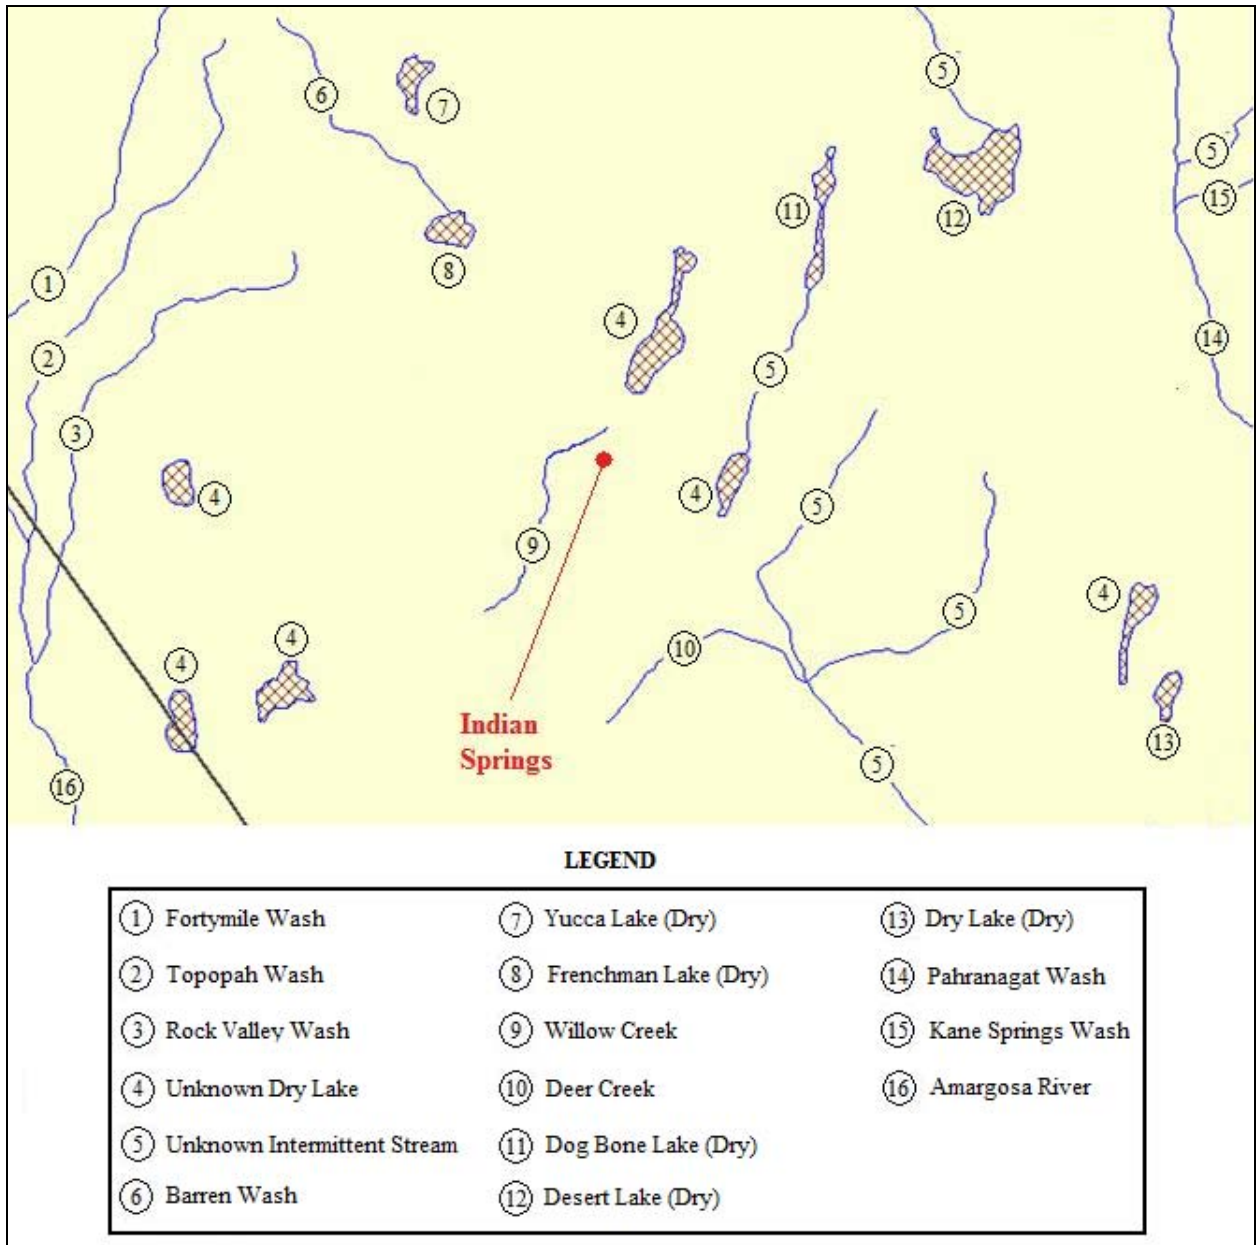 5
6
7
5
11
12
15
8
1
4
14
2
5
3
4
4
5
9
4
5
10
4
4
Indian
Springs
13
5
16
LEGEND
1 Fortymile Wash
2 Topopah Wash
3 Rock Valley Wash
4 Unknown Dry Lake
5 Unknown Intermittent Stream
6 Barren Wash
7 Yucca Lake (Dry)
8 Frenchman Lake (Dry)
9 Willow Creek
10 Deer Creek
11 Dog Bone Lake (Dry)
12 Desert Lake (Dry)
13 Dry Lake (Dry)
14 Pahranagat Wash
15 Kane Springs Wash
16 Amargosa River